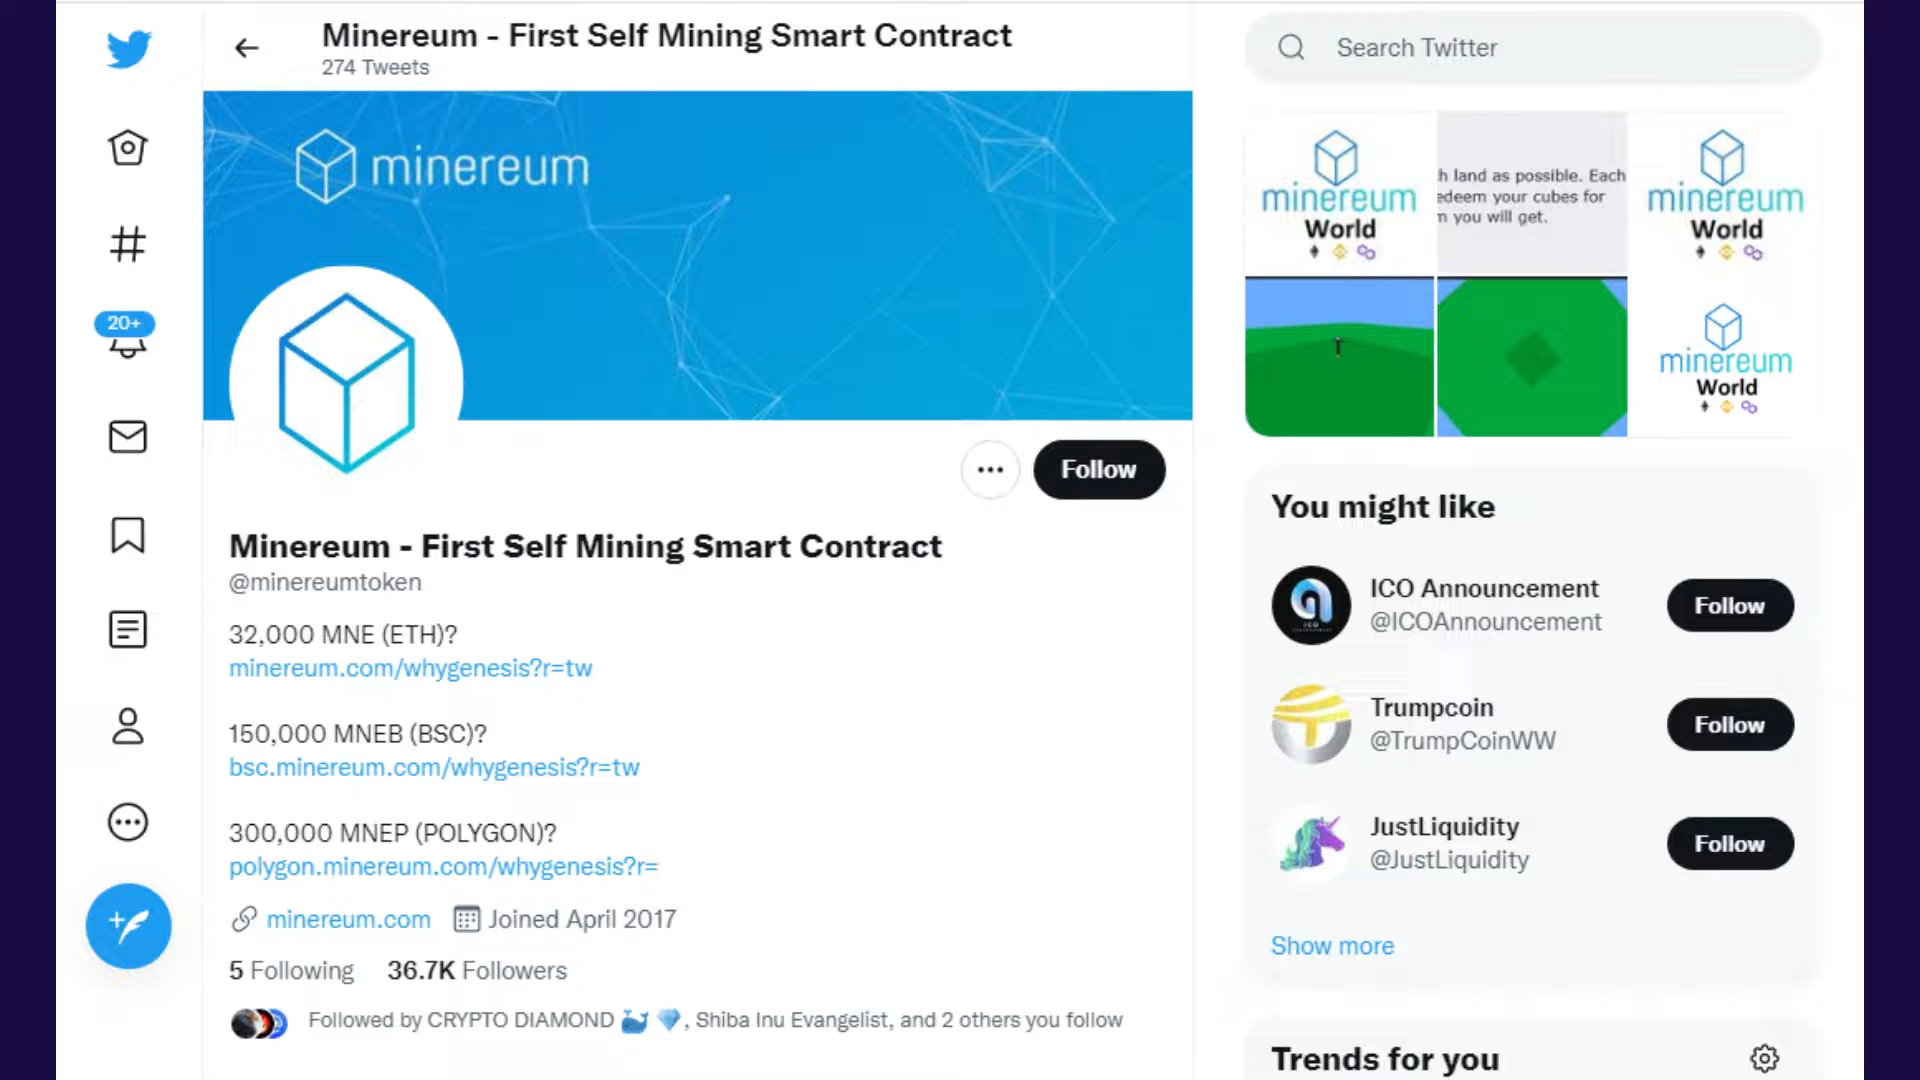 Minereum - First Self Mining Smart Contract
274 Tweets
minereum
20+
Follow
Minereum - First Self Mining Smart Contract
@minereumtoken
32,000 MNE (ETH)?
minereum.com/whygenesis?r=tw
150,000 MNEB (BSC)?
bsc.minereum.com/whygenesis?r=tw
300,000 MNEP (POLYGON)?
polygon.minereum.com/whygenesis?r=
minereum.com Joined April 2017
5 Following 36.7K Followers
Followed by CRYPTO DIAMOND 🐳 💎, Shiba Inu Evangelist, and 2 others you follow
Search Twitter
minereum
World
h land as possible. Each
edeem your cubes for
n you will get.
minereum
World
minereum
World
You might like
ICO Announcement
@ICOAnnouncement
Follow
Trumpcoin
@TrumpCoinWW
Follow
JustLiquidity
@JustLiquidity
Follow
Show more
Trends for you